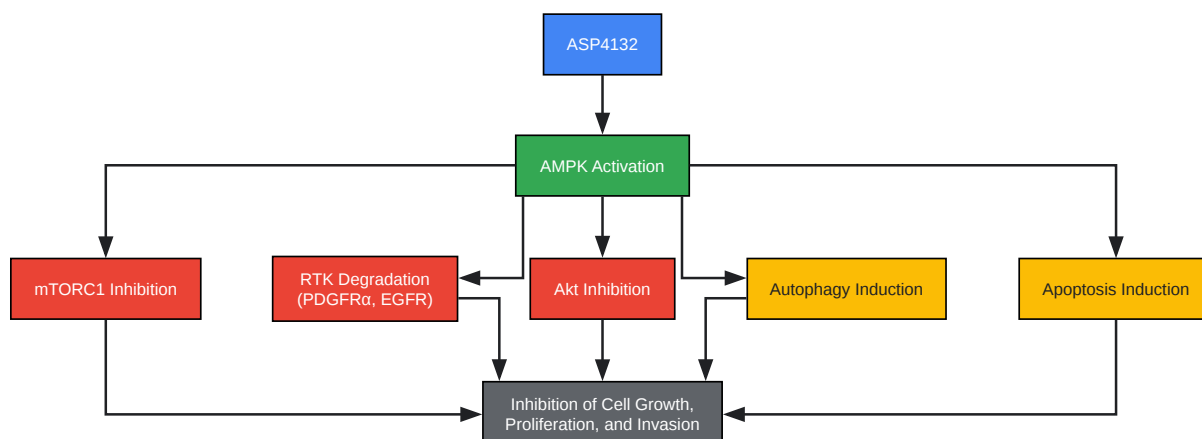 ASP4132
AMPK Activation
mTORC1 Inhibition
RTK Degradation
(PDGFRα, EGFR)
Akt Inhibition
Autophagy Induction
Apoptosis Induction
Inhibition of Cell Growth,
Proliferation, and Invasion